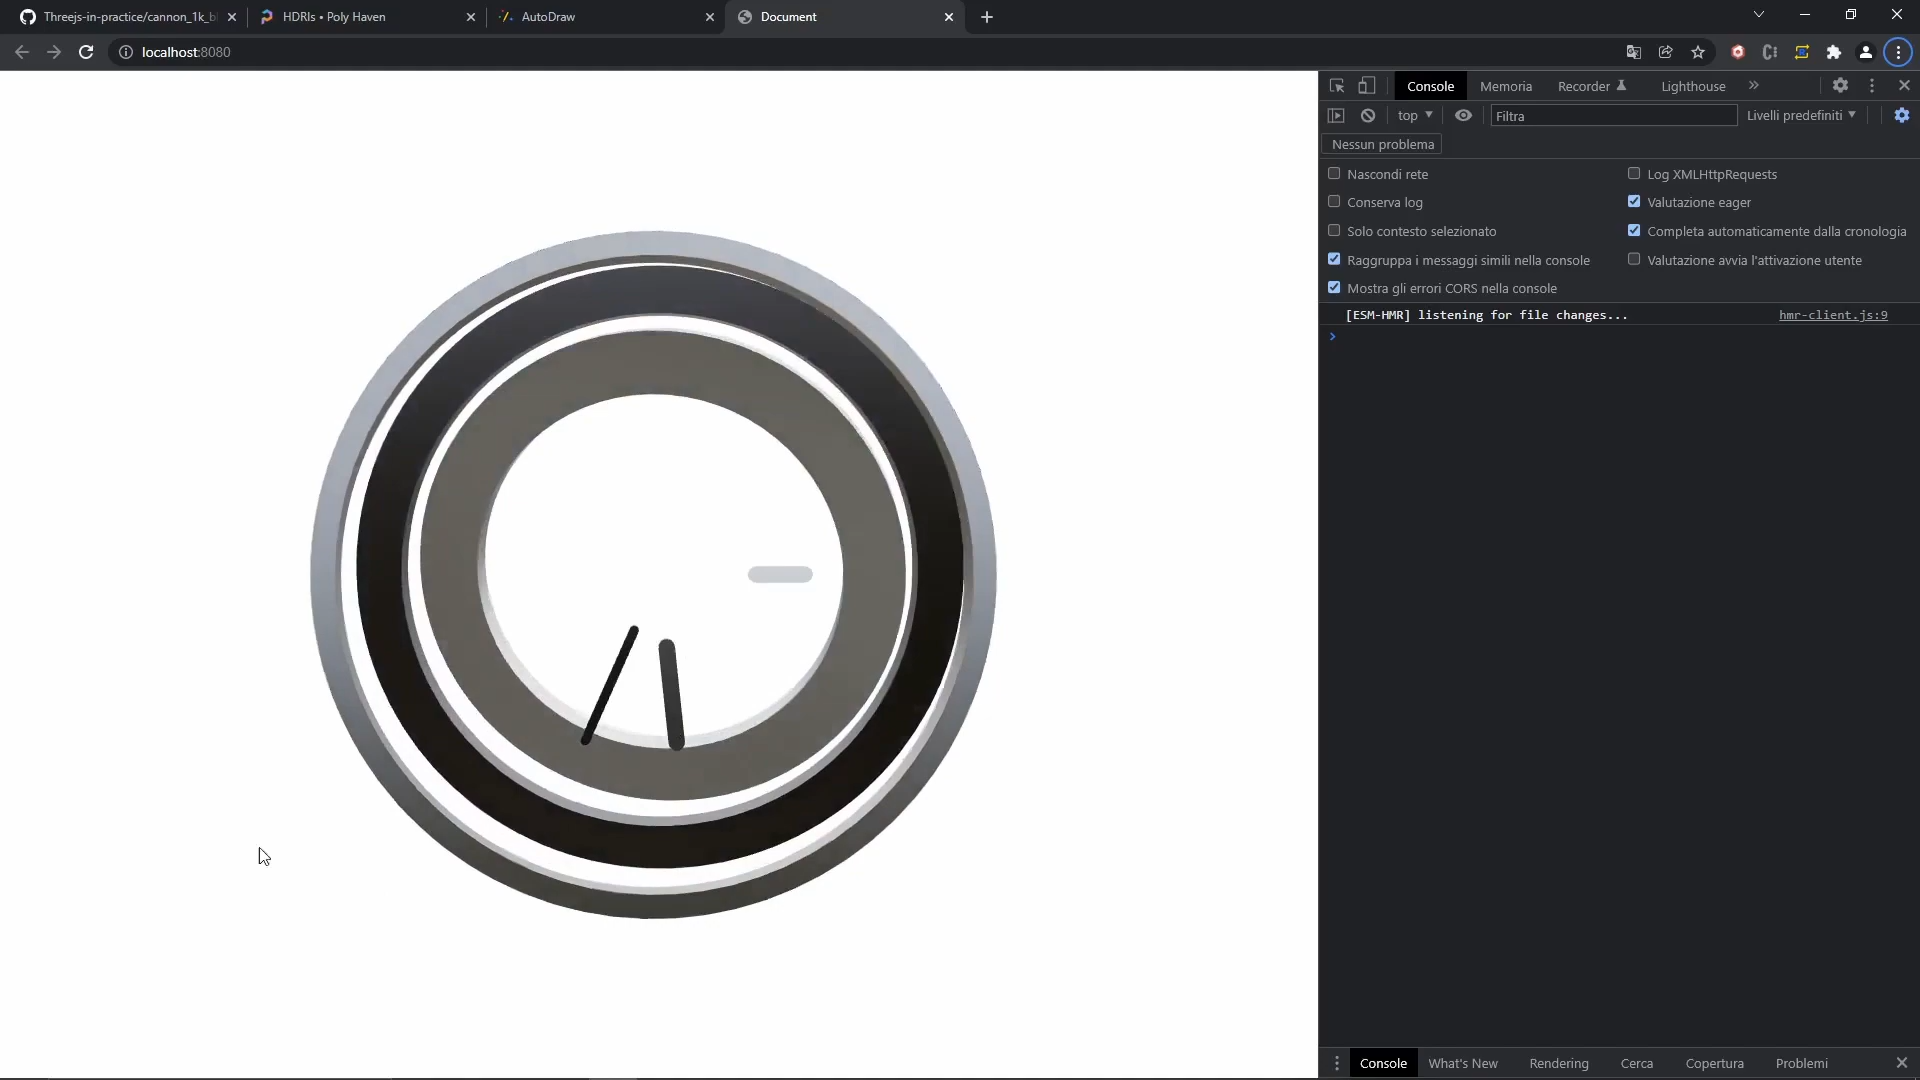 Threejs-in-practice/cannon_1k_b
HDRIs • Poly Haven
AutoDraw
Document
localhost:8080
Console
Memoria
Recorder
Lighthouse
top
Filtra
Livelli predefiniti
Nessun problema
Nascondi rete
Log XMLHttpRequests
Conserva log
Valutazione eager
Solo contesto selezionato
Completa automaticamente dalla cronologia
Raggruppa i messaggi simili nella console
Valutazione avvia l'attivazione utente
Mostra gli errori CORS nella console
[ESM-HMR] listening for file changes...
hmr-client.js:9
Console
What's New
Rendering
Cerca
Copertura
Problemi